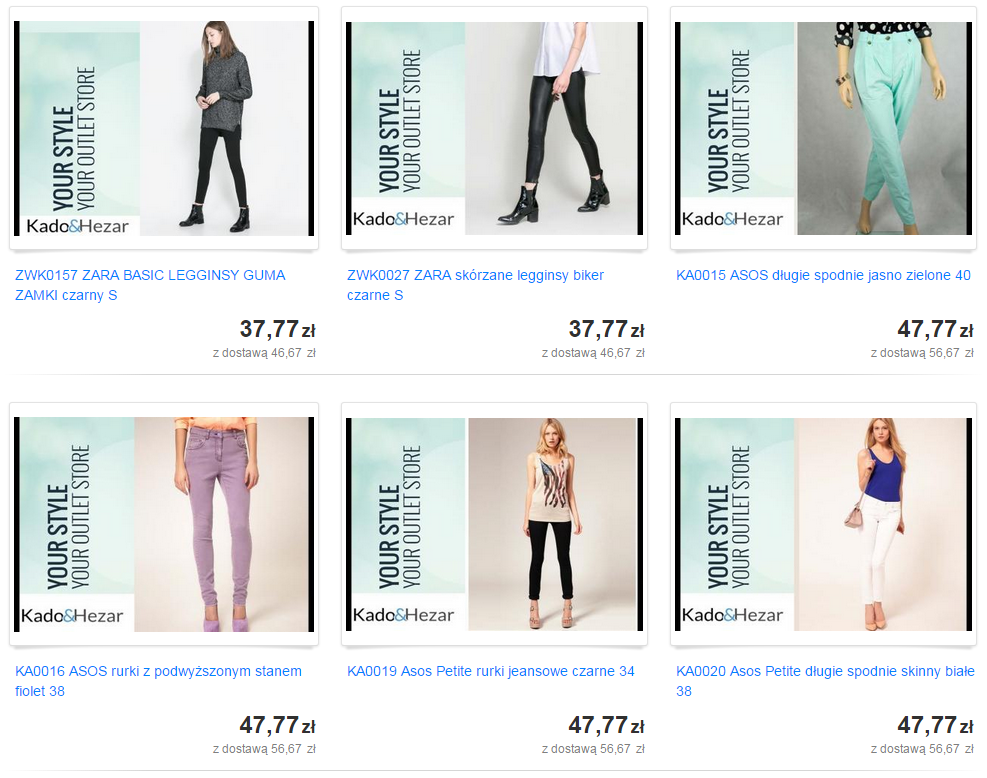 YOUR STYLE
YOUR OUTLET STORE
Kado&Hezar
YOUR STYLE
YOUR OUTLET STORE
Kado&Hezar
YOUR STYLE
YOUR OUTLET STORE
Kado&Hezar
ZWK0157 ZARA BASIC LEGGINSY GUMA
ZAMKI czarny S
ZWK0027 ZARA skórzane legginsy biker
czarne S
KA0015 ASOS długie spodnie jasno zielone 40
37,77 zł
z dostawą 46,67 zł
37,77 zł
z dostawą 46,67 zł
47,77 zł
z dostawą 56,67 zł
YOUR STYLE
YOUR OUTLET STORE
Kado&Hezar
YOUR STYLE
YOUR OUTLET STORE
Kado&Hezar
YOUR STYLE
YOUR OUTLET STORE
Kado&Hezar
KA0016 ASOS rurki z podwyższonym stanem
fiolet 38
KA0019 Asos Petite rurki jeansowe czarne 34
KA0020 Asos Petite długie spodnie skinny białe
38
47,77 zł
z dostawą 56,67 zł
47,77 zł
z dostawą 56,67 zł
47,77 zł
z dostawą 56,67 zł